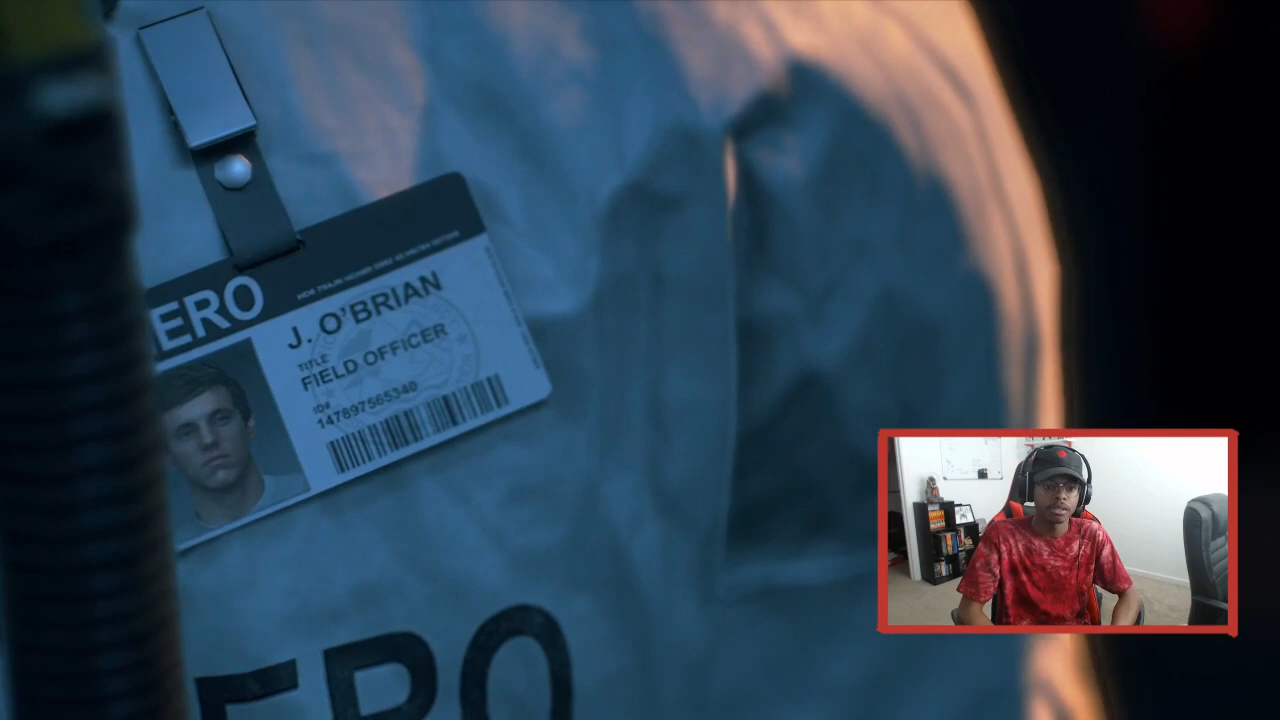 ERO
J. O'BRIAN
TITLE
FIELD OFFICER
ID#
147897565340
ERO